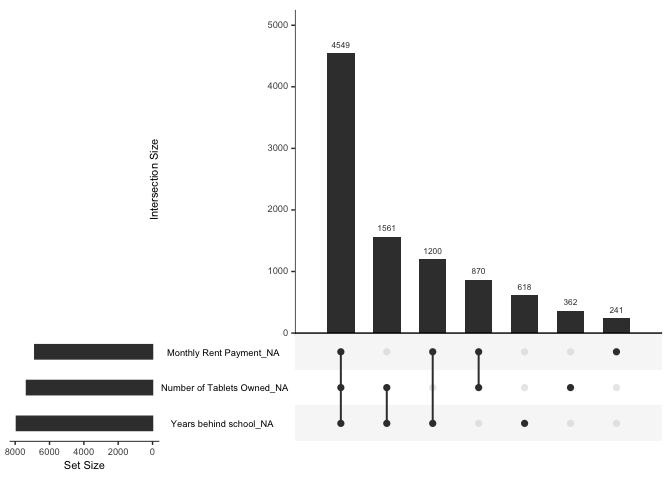 5000
4549
4000
3000
Intersection Size
2000
1561
1200
1000
870
618
362
241
0
Monthly Rent Payment_NA
Number of Tablets Owned_NA
Years behind school_NA
8000 6000 4000 2000 0
Set Size